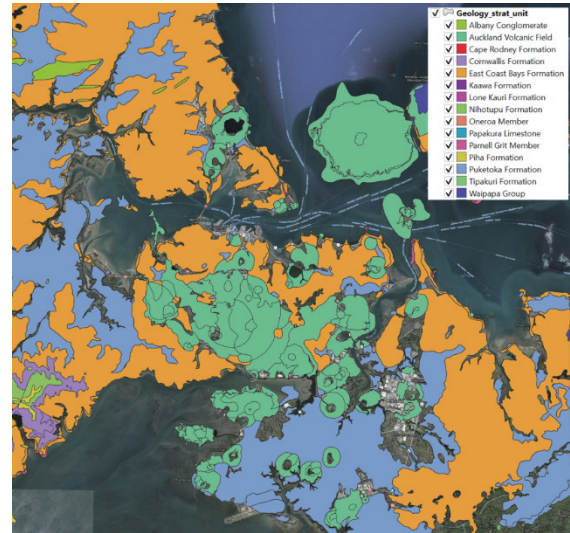 Geology_strat_unit
Albany Conglomerate
Auckland Volcanic Field
Cape Rodney Formation
Cornwallis Formation
East Coast Bays Formation
Kaawa Formation
Lone Kauri Formation
Nihotupu Formation
Oneroa Member
Papakura Limestone
Parnell Grit Member
Piha Formation
Puketoka Formation
Tipakuri Formation
Waipapa Group